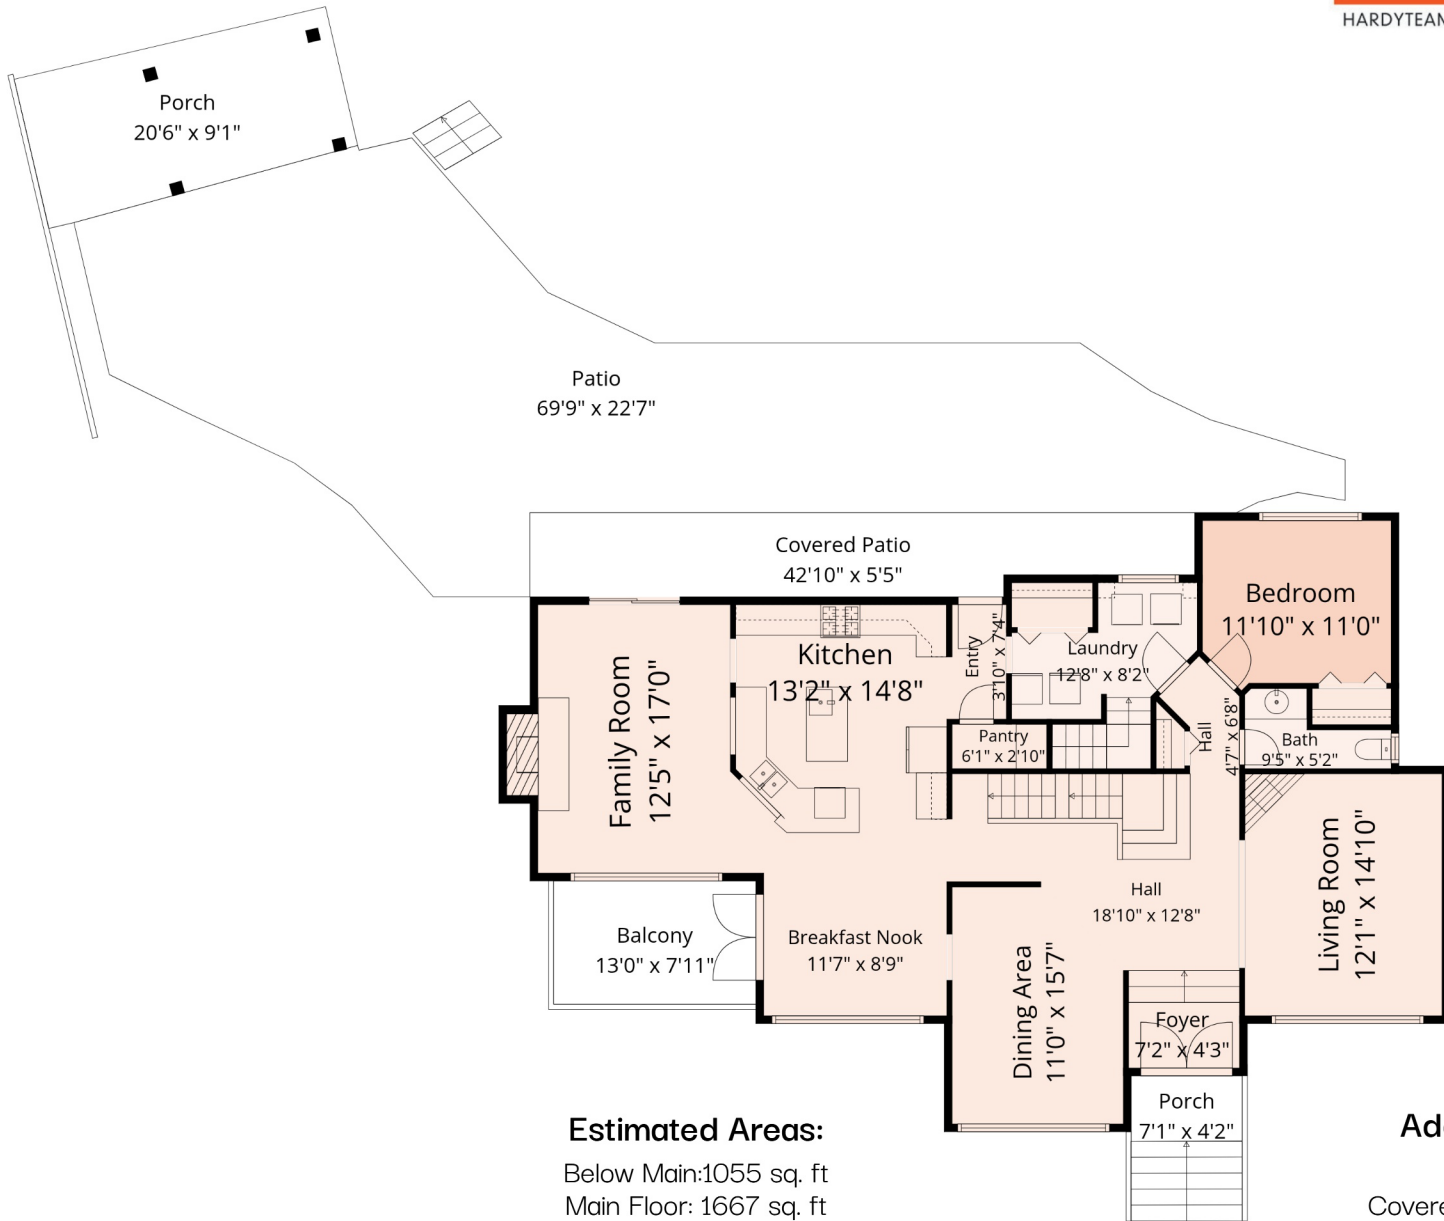 HARDYTEAM
Porch
20'6" x 9'1"
Patio
69'9" x 22'7"
Covered Patio
42'10" x 5'5"
Bedroom
11'10" x 11'0"
Kitchen
13'2" x 14'8"
Entry
3'10" x 7'4"
Laundry
12'8" x 8'2"
Family Room
12'5" x 17'0"
Pantry
6'1" x 2'10"
Hall
4'7" x 6'8"
Bath
9'5" x 5'2"
Living Room
12'1" x 14'10"
Hall
18'10" x 12'8"
Balcony
13'0" x 7'11"
Breakfast Nook
11'7" x 8'9"
Dining Area
11'0" x 15'7"
Foyer
7'2" x 4'3"
Porch
7'1" x 4'2"
Estimated Areas:
Below Main:1055 sq. ft
Main Floor: 1667 sq. ft